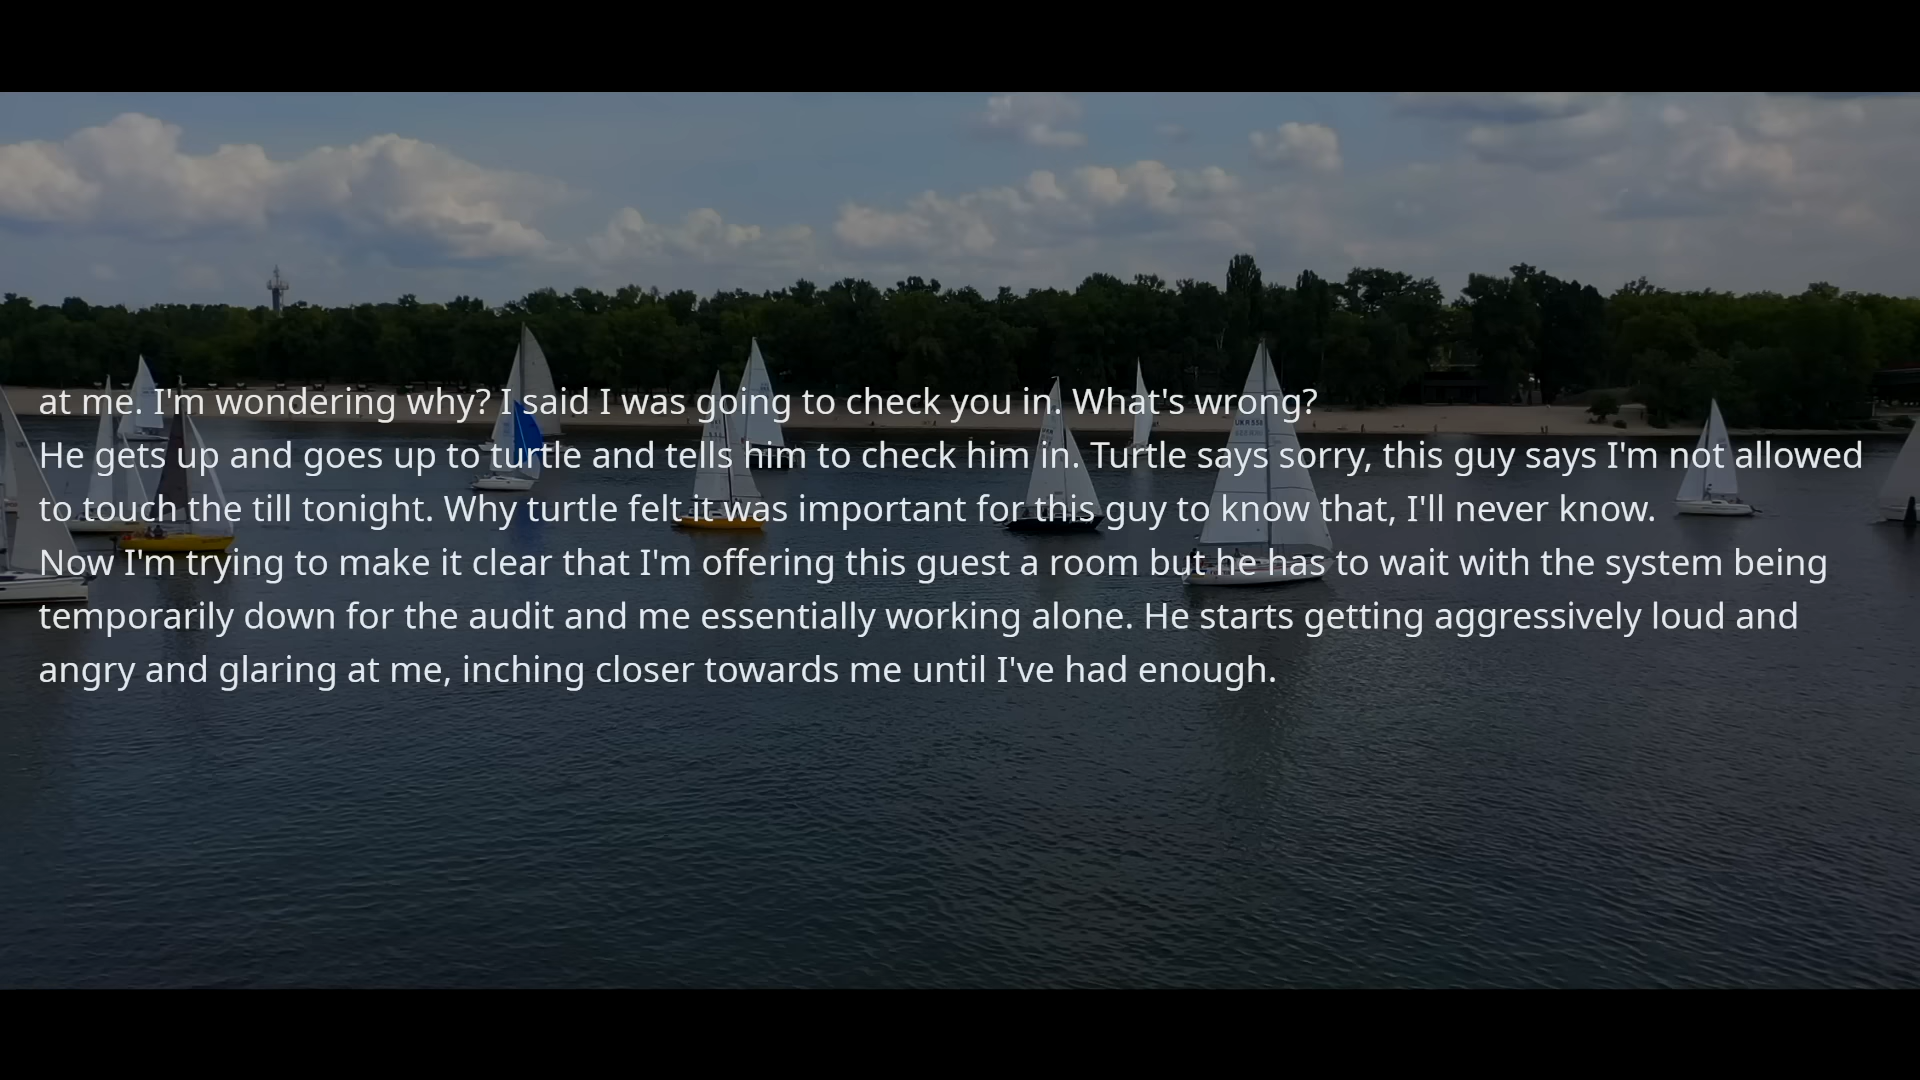 at me. I'm wondering why? I said I was going to check you in. What's wrong?
He gets up and goes up to turtle and tells him to check him in. Turtle says sorry, this guy says I'm not allowed
to touch the till tonight. Why turtle felt it was important for this guy to know that, I'll never know.
Now I'm trying to make it clear that I'm offering this guest a room but he has to wait with the system being
temporarily down for the audit and me essentially working alone. He starts getting aggressively loud and
angry and glaring at me, inching closer towards me until I've had enough.